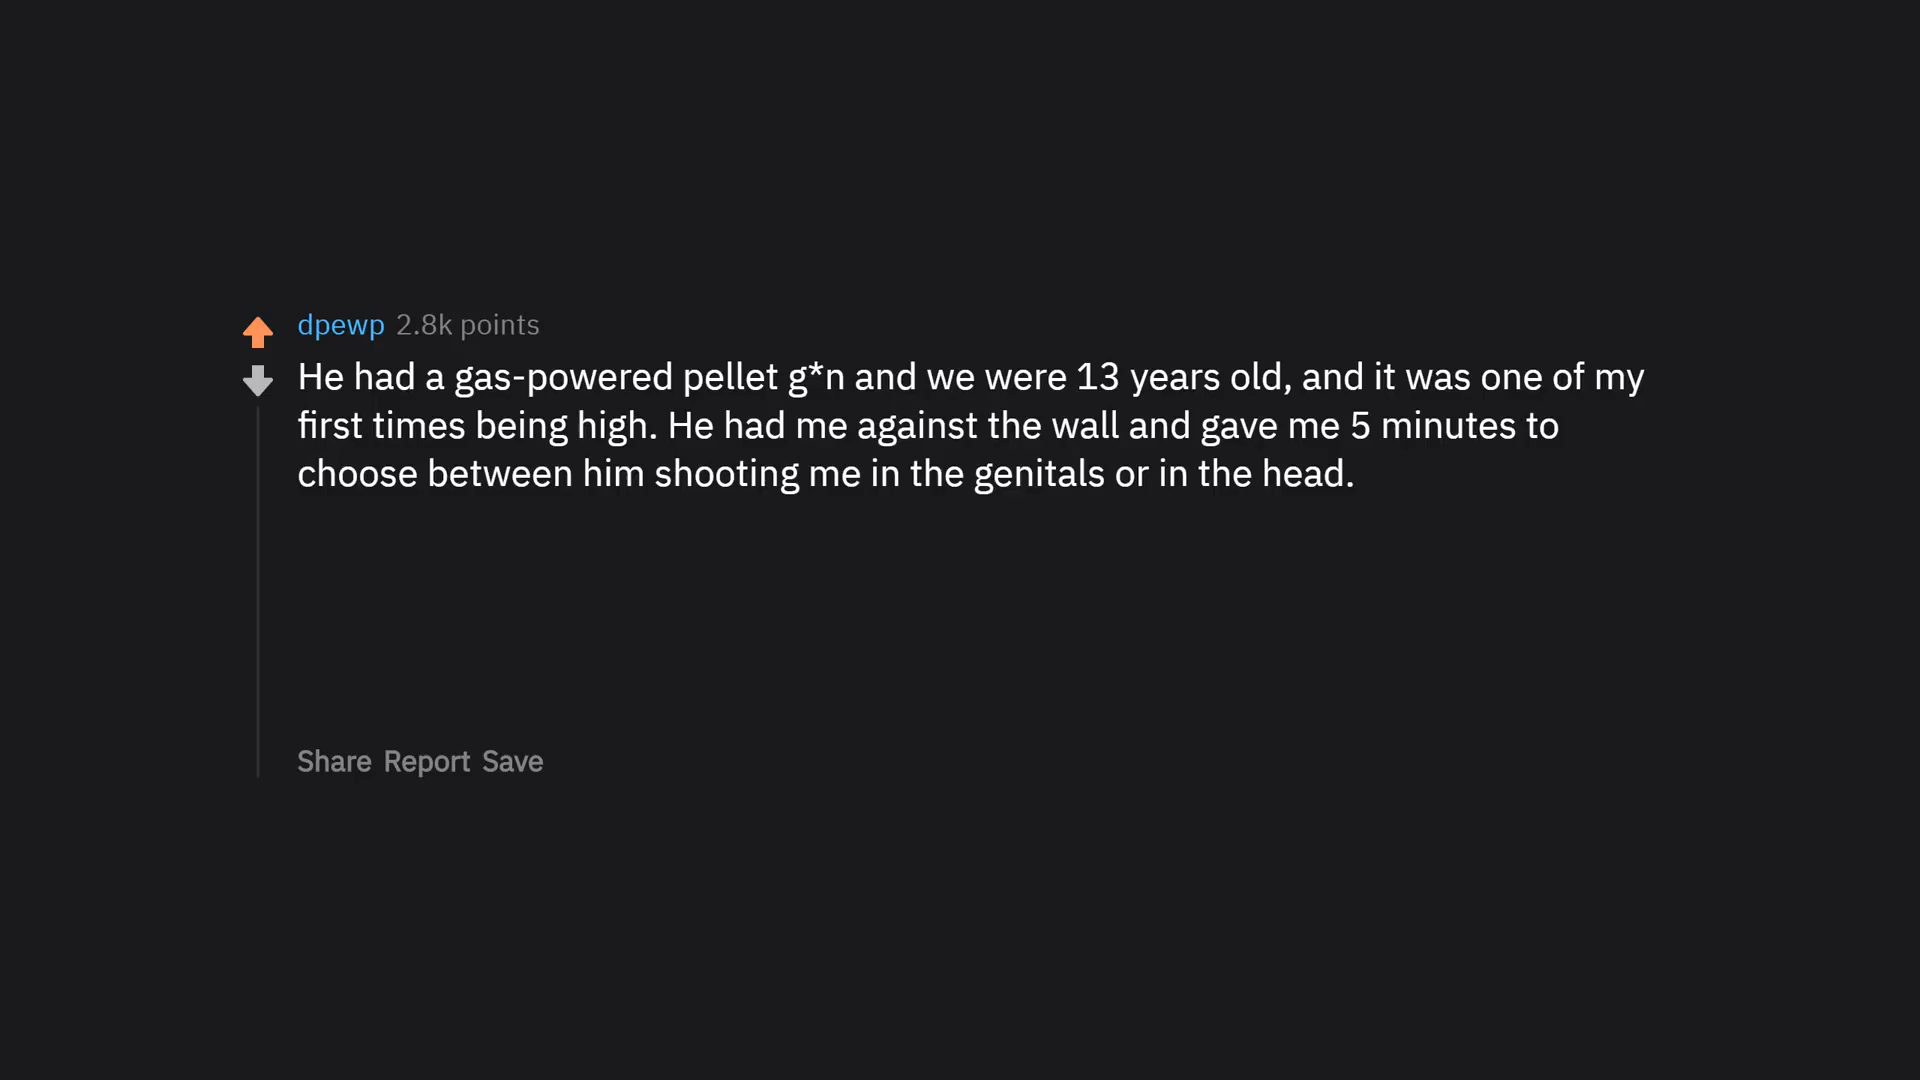 dpewp 2.8k points
He had a gas-powered pellet g*n and we were 13 years old, and it was one of my
first times being high. He had me against the wall and gave me 5 minutes to
choose between him shooting me in the genitals or in the head.
Share Report Save